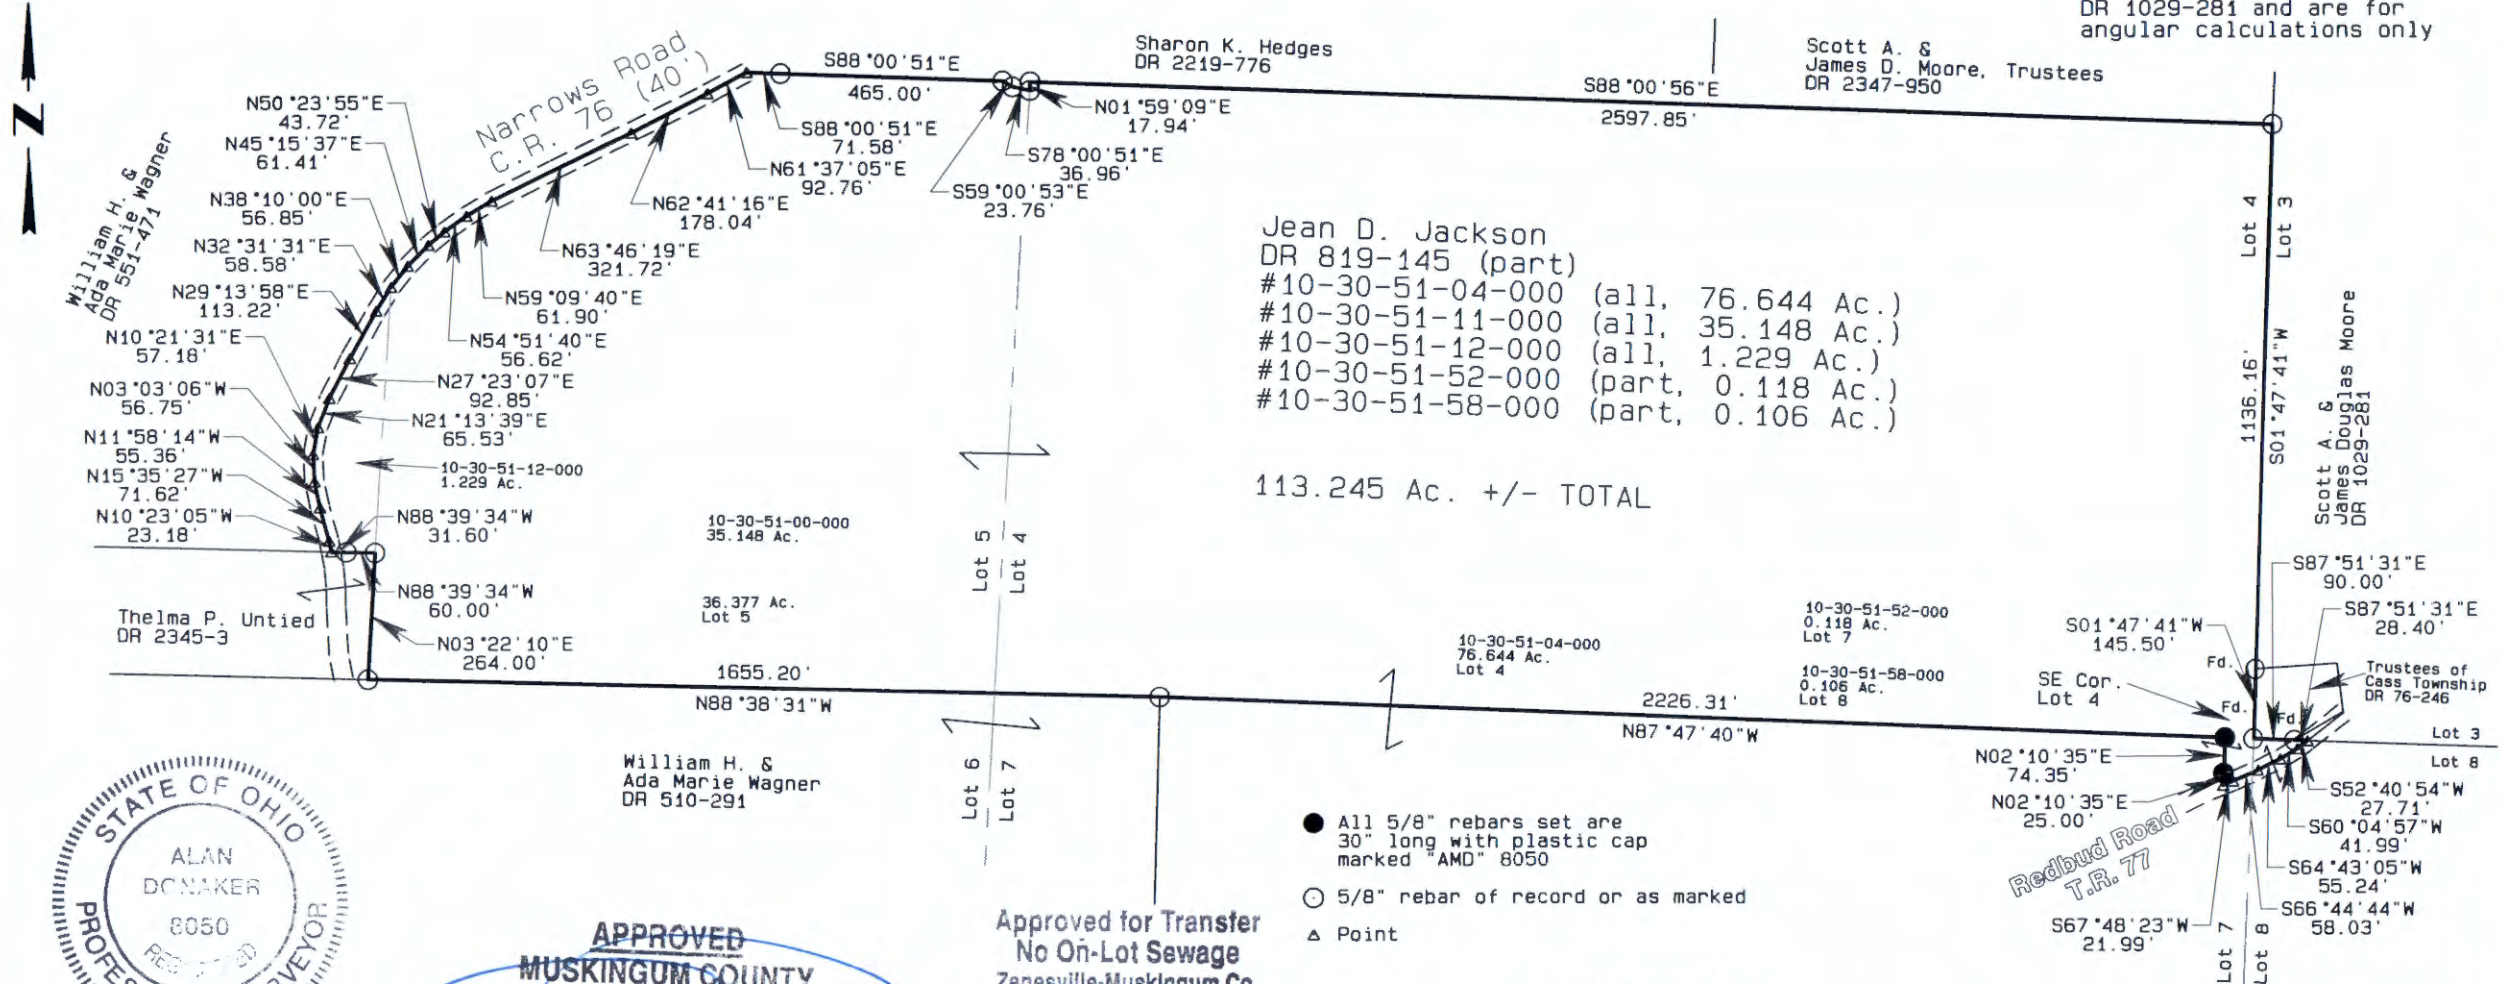 DR 1029-281 and are for
angular calculations only
N
Narrows Road
C.R. 76 (40')
William H. &
Ada Marie Wagner
DR 551-471
S88°00'51"E
465.00'
Sharon K. Hedges
DR 2219-776
Scott A. &
James D. Moore, Trustees
DR 2347-950
S88°00'56"E
2597.85'
N01°59'09"E
17.94'
S78°00'51"E
36.96'
S59°00'53"E
23.76'
S88°00'51"E
71.58'
N61°37'05"E
92.76'
N62°41'16"E
178.04'
N63°46'19"E
321.72'
N59°09'40"E
61.90'
N54°51'40"E
56.62'
N50°23'55"E
43.72'
N45°15'37"E
61.41'
N38°10'00"E
56.85'
N32°31'31"E
58.58'
N29°13'58"E
113.22'
N27°23'07"E
92.85'
N21°13'39"E
65.53'
N10°21'31"E
57.18'
N03°03'06"W
56.75'
N11°58'14"W
55.36'
N15°35'27"W
71.62'
N10°23'05"W
23.18'
10-30-51-12-000
1.229 Ac.
N88°39'34"W
31.60'
N88°39'34"W
60.00'
N03°22'10"E
264.00'
Thelma P. Untied
DR 2345-3
10-30-51-00-000
35.148 Ac.
36.377 Ac.
Lot 5
1655.20'
N88°38'31"W
Lot 5
Lot 4
Jean D. Jackson
DR 819-145 (part)
#10-30-51-04-000 (all, 76.644 Ac.)
#10-30-51-11-000 (all, 35.148 Ac.)
#10-30-51-12-000 (all, 1.229 Ac.)
#10-30-51-52-000 (part, 0.118 Ac.)
#10-30-51-58-000 (part, 0.106 Ac.)
113.245 Ac. +/- TOTAL
Lot 4
Lot 3
1136.16'
S01°47'41"W
Scott A. &
James Douglas Moore
DR 1029-281
10-30-51-04-000
76.644 Ac.
Lot 4
10-30-51-52-000
0.118 Ac.
Lot 7
10-30-51-58-000
0.106 Ac.
Lot 8
2226.31'
N87°47'40"W
S87°51'31"E
90.00'
S87°51'31"E
28.40'
S01°47'41"W
145.50'
Fd.
SE Cor.
Lot 4
Fd.
Fd.
Trustees of
Cass Township
DR 76-246
Lot 3
Lot 8
N02°10'35"E
74.35'
N02°10'35"E
25.00'
S52°40'54"W
27.71'
S60°04'57"W
41.99'
S64°43'05"W
55.24'
S66°44'44"W
58.03'
S67°48'23"W
21.99'
Redbud Road
T.R. 77
Lot 7
Lot 8
Lot 6
Lot 7
William H. &
Ada Marie Wagner
DR 510-291
All 5/8" rebars set are
30" long with plastic cap
marked "AMD" 8050
5/8" rebar of record or as marked
Point
STATE OF OHIO
ALAN
DONAKER
8050
APPROVED
MUSKINGUM COUNTY
Approved for Transfer
No On-Lot Sewage
Zanesville-Muskingum Co.